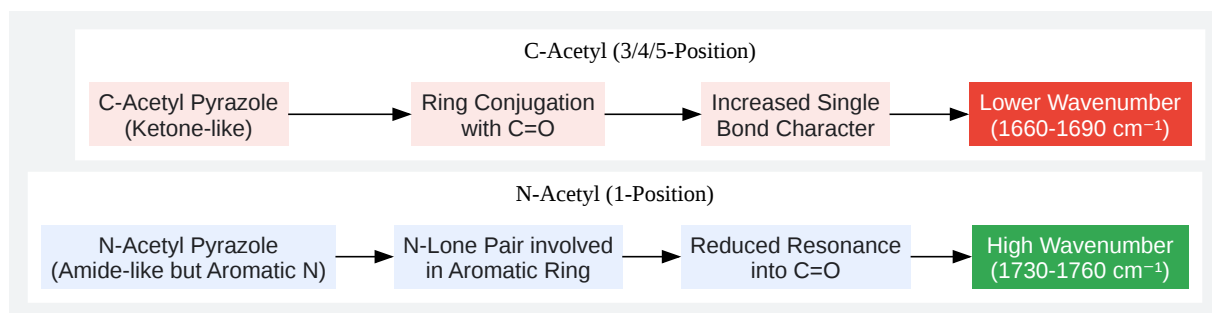 C-Acetyl (3/4/5-Position)
C-Acetyl Pyrazole
(Ketone-like)
Ring Conjugation
with C=O
Increased Single
Bond Character
Lower Wavenumber
(1660-1690 cm⁻¹)
N-Acetyl (1-Position)
N-Acetyl Pyrazole
(Amide-like but Aromatic N)
N-Lone Pair involved
in Aromatic Ring
Reduced Resonance
into C=O
High Wavenumber
(1730-1760 cm⁻¹)